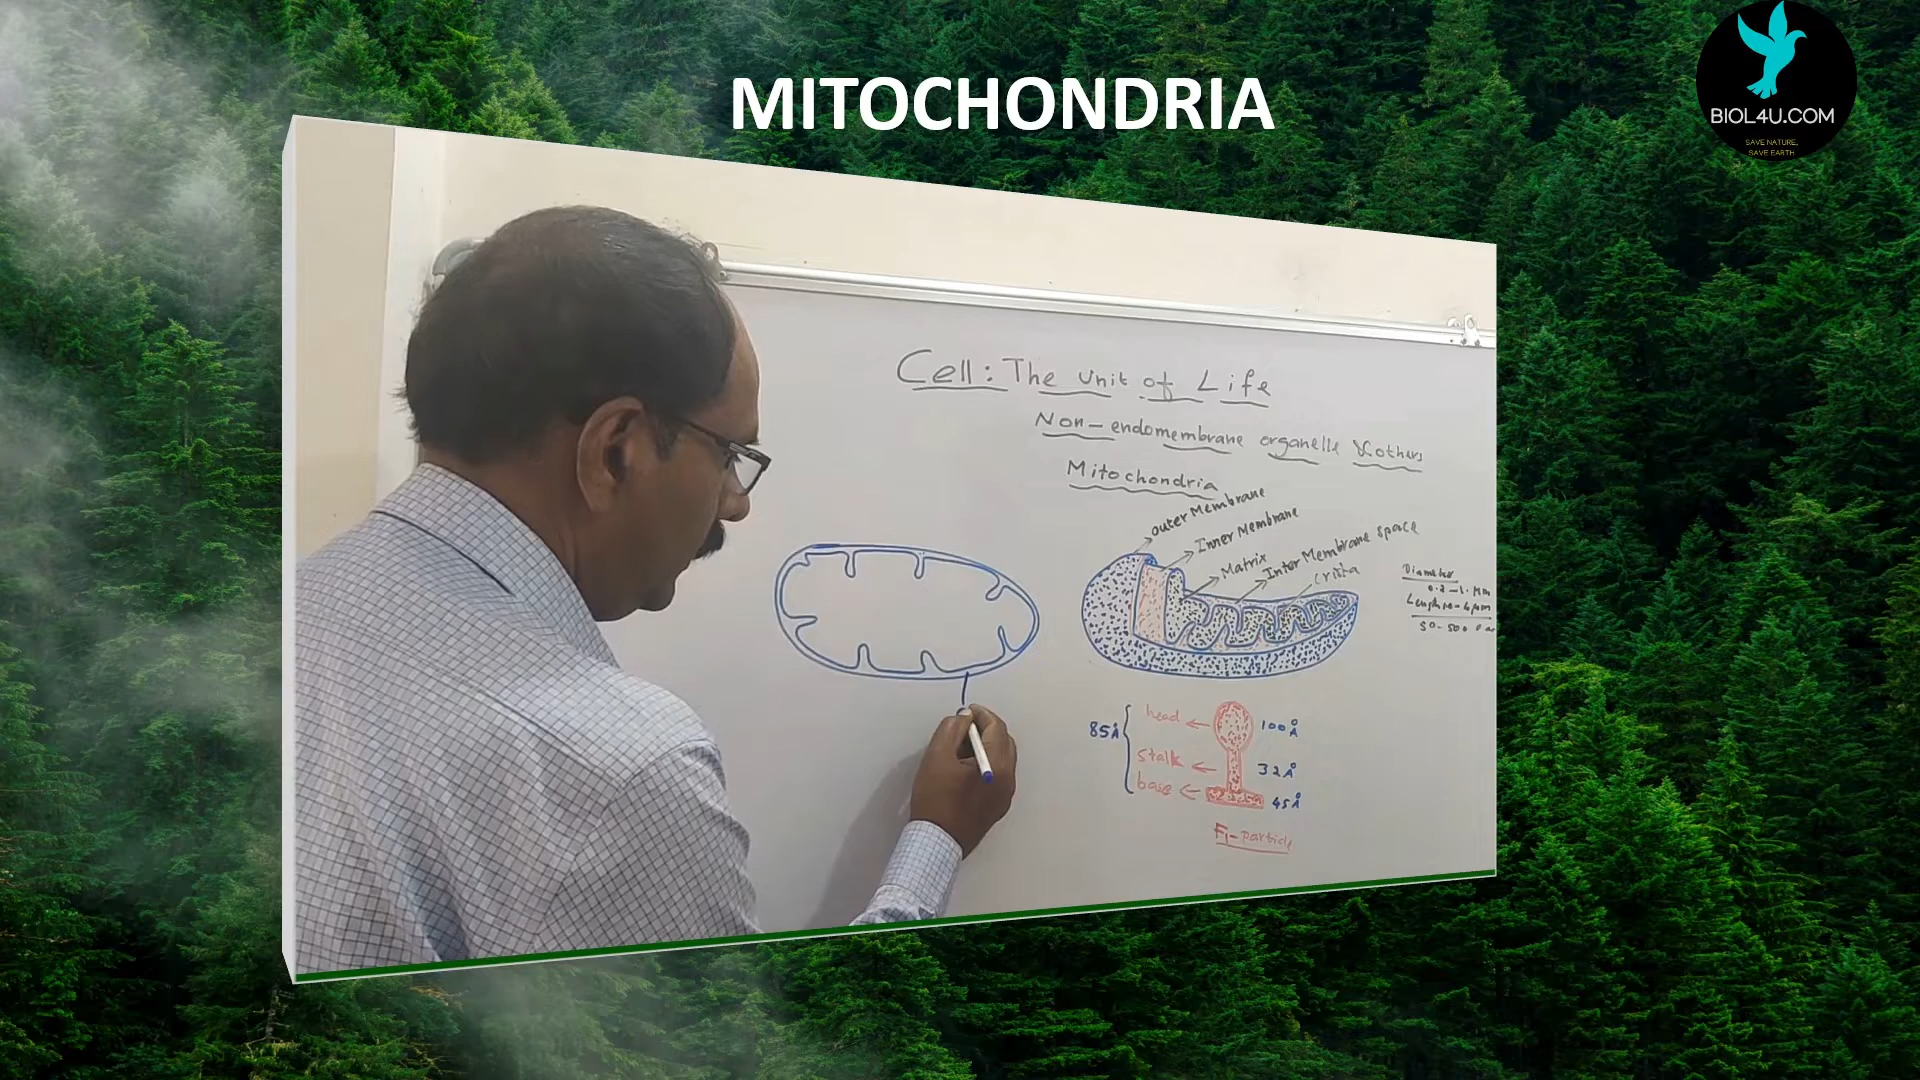 MITOCHONDRIA
BIOL4U.COM
SAVE NATURE,
SAVE EARTH
Cell: The Unit of Life
Non-endomembrane organelle & others
Mitochondria
outer Membrane
Inner Membrane
Matrix
Inter Membrane space
crista
Diameter
Length
85Å
head
100Å
stalk
32Å
base
45Å
F1-particle